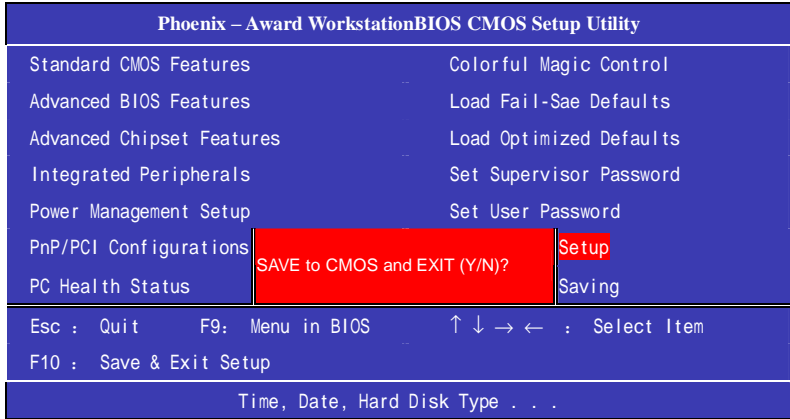 Phoenix – Award WorkstationBIOS CMOS Setup Utility
Standard CMOS Features Colorful Magic Control
Advanced BIOS Features Load Fail-Sae Defaults
Advanced Chipset Features Load Optimized Defaults
Integrated Peripherals Set Supervisor Password
Power Management Setup Set User Password
PnP/PCI Configurations Setup
SAVE to CMOS and EXIT (Y/N)?
PC Health Status Saving
Esc : Quit F9: Menu in BIOS ↑ ↓ → ← : Select Item
F10 : Save & Exit Setup
Time, Date, Hard Disk Type . . .